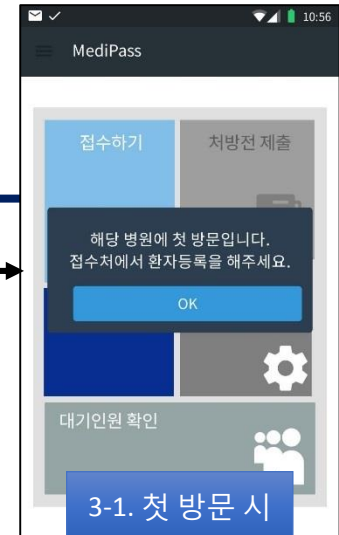 10:56
MediPass
접수하기
처방전 제출
해당 병원에 첫 방문입니다.
접수처에서 환자등록을 해주세요.
OK
대기인원 확인
3-1. 첫 방문 시